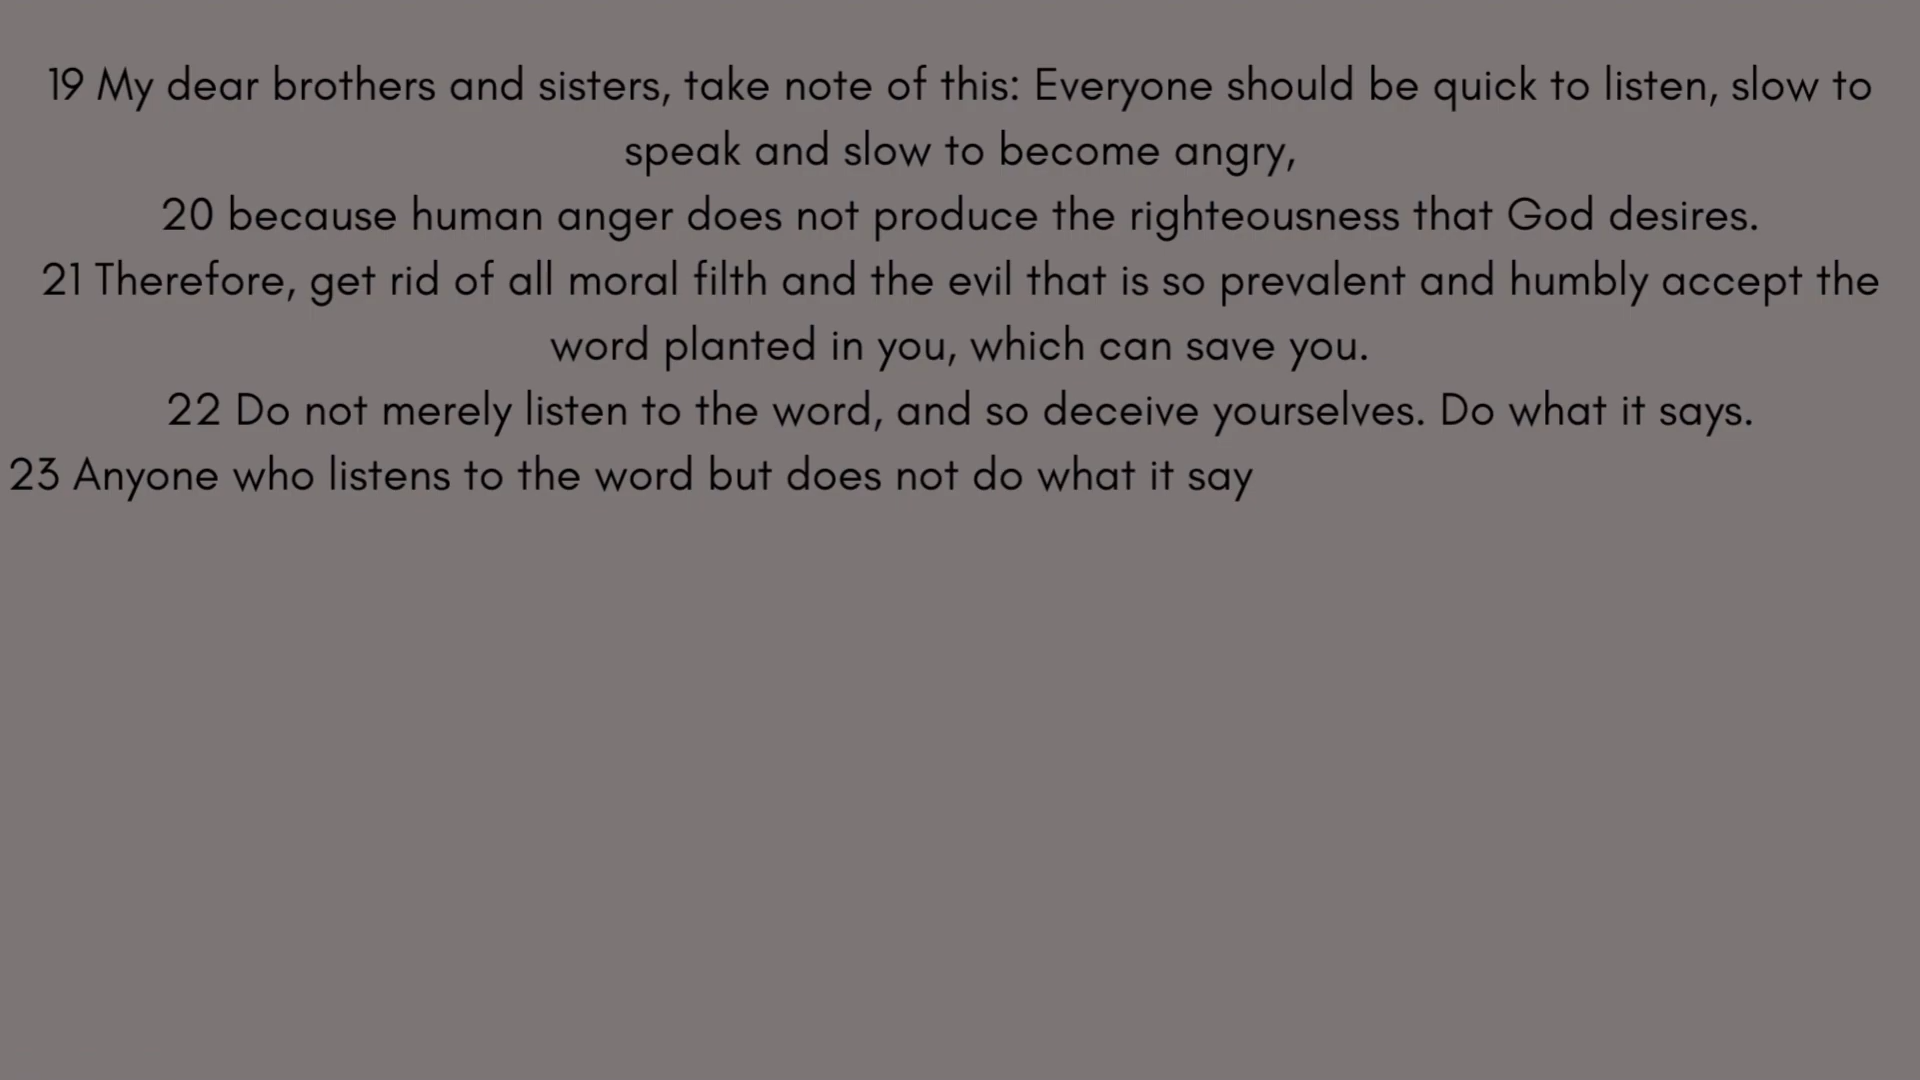 19 My dear brothers and sisters, take note of this: Everyone should be quick to listen, slow to
speak and slow to become angry,
20 because human anger does not produce the righteousness that God desires.
21 Therefore, get rid of all moral filth and the evil that is so prevalent and humbly accept the
word planted in you, which can save you.
22 Do not merely listen to the word, and so deceive yourselves. Do what it says.
23 Anyone who listens to the word but does not do what it say